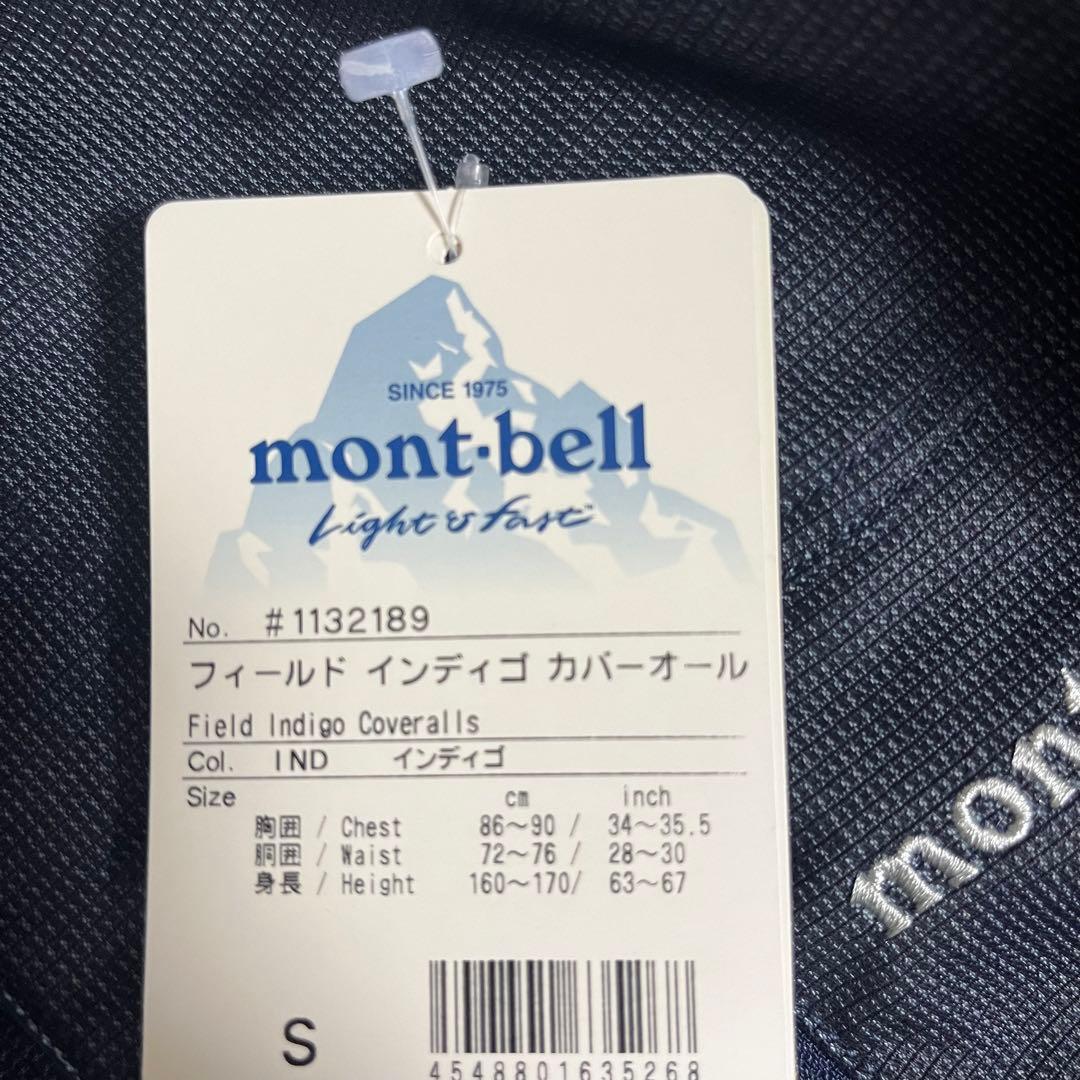 SINCE 1975
mont-bell
Light & Fast™
No. #1132189
フィールド インディゴ カバーオール
Field Indigo Coveralls
Col. IND インディゴ
Size cm inch
胸囲 / Chest 86～90 / 34～35.5
胴囲 / Waist 72～76 / 28～30
身長 / Height 160～170/ 63～67
S
4548801635268
mont